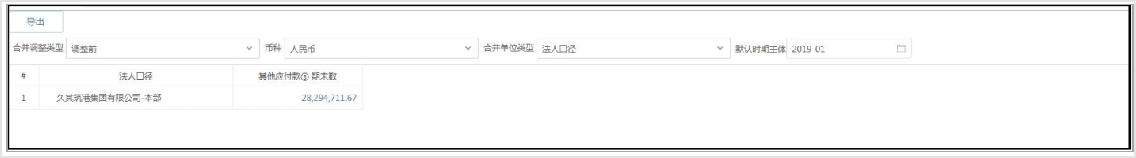 导出
合并调整类型 调整前 币种 人民币 合并单位类型 法人口径 默认时期主体 2019-01
# 法人口径 其他应付款① 期末数
1 久其筑港集团有限公司-本部 28,294,711.67